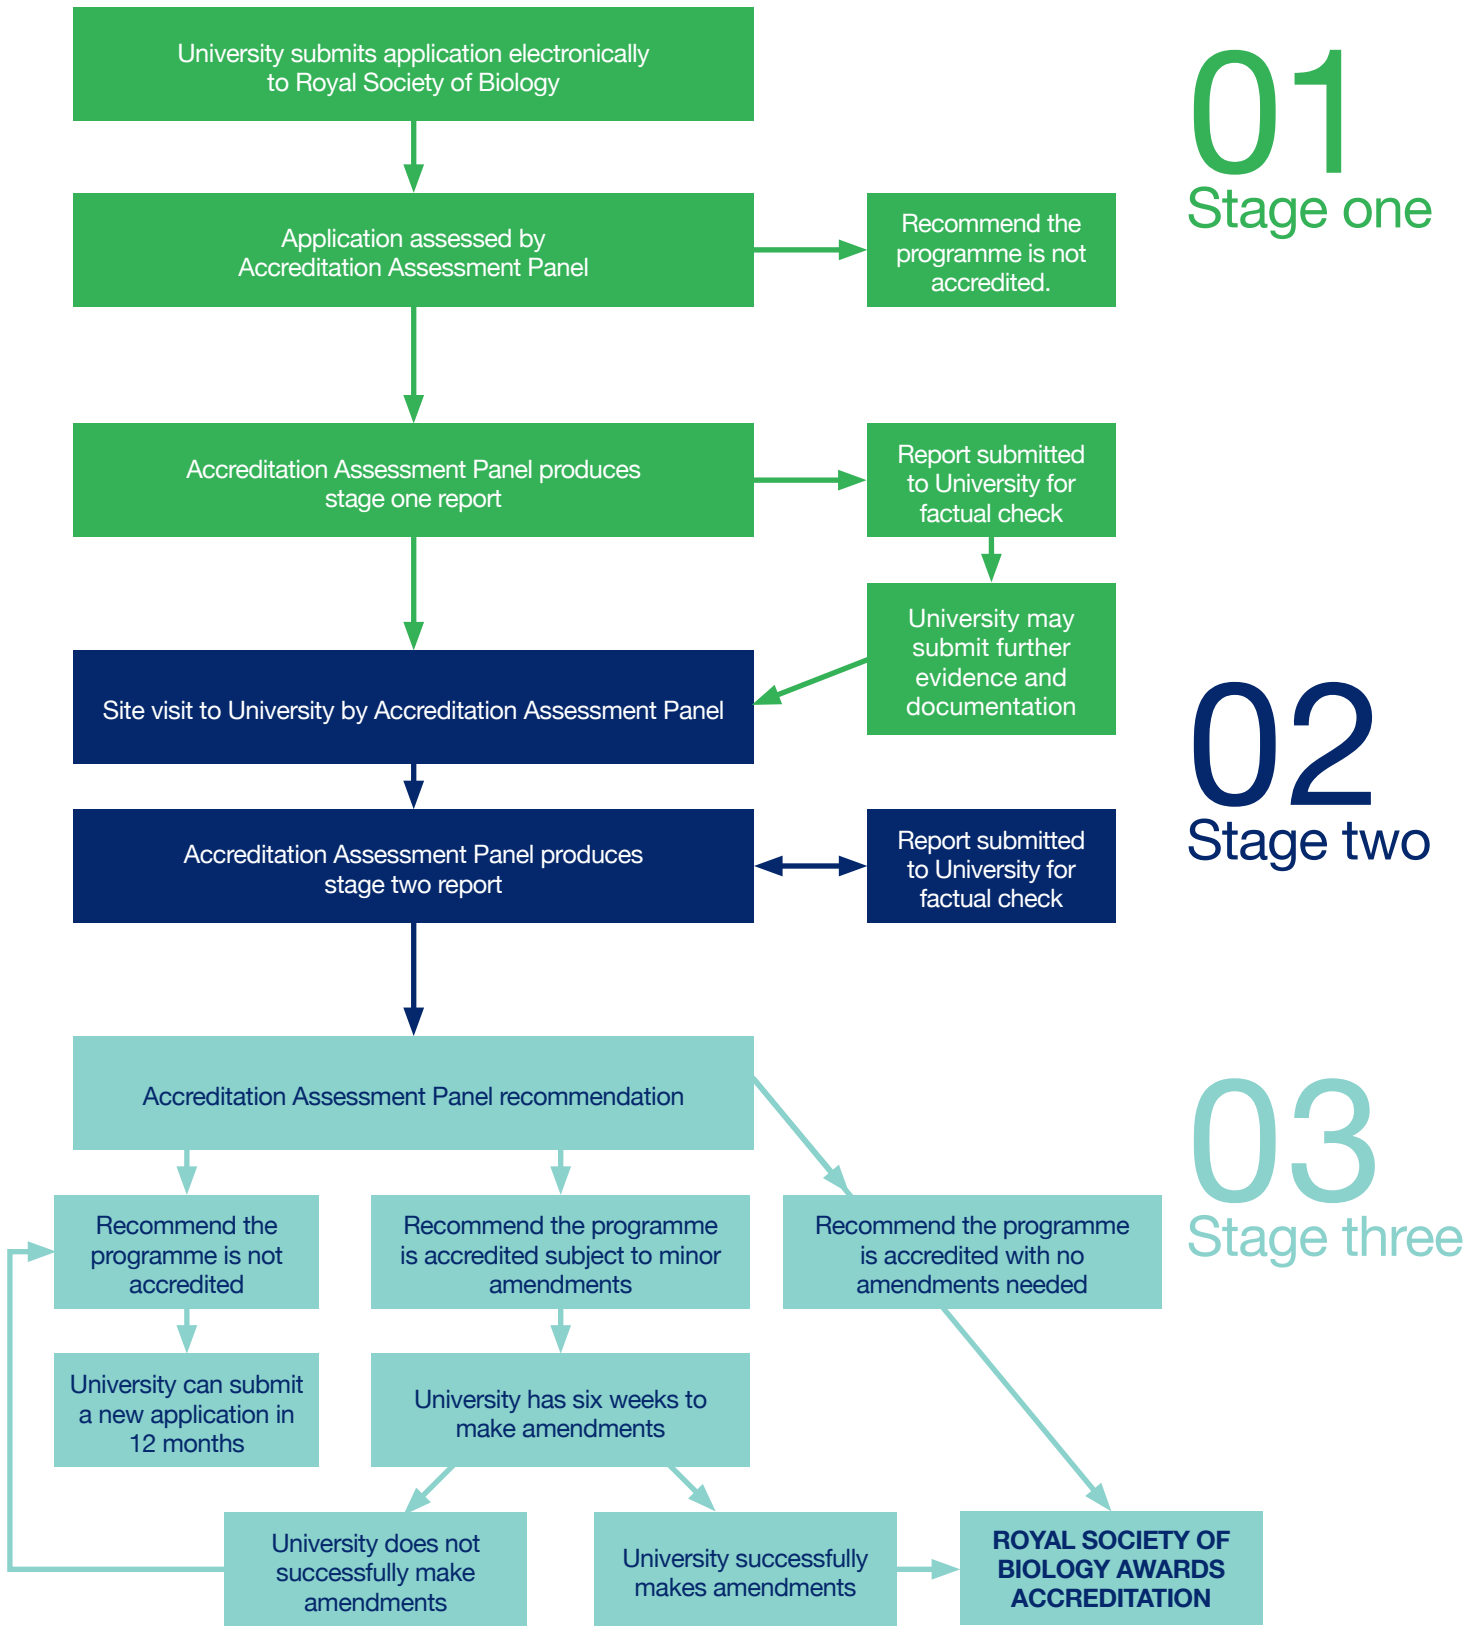 University submits application electronically
to Royal Society of Biology
01
Stage one
Application assessed by
Accreditation Assessment Panel
Recommend the
programme is not
accredited.
Accreditation Assessment Panel produces
stage one report
Report submitted
to University for
factual check
University may
submit further
evidence and
documentation
Site visit to University by Accreditation Assessment Panel
02
Stage two
Accreditation Assessment Panel produces
stage two report
Report submitted
to University for
factual check
Accreditation Assessment Panel recommendation
03
Stage three
Recommend the
programme is not
accredited
Recommend the programme
is accredited subject to minor
amendments
Recommend the programme
is accredited with no
amendments needed
University can submit
a new application in
12 months
University has six weeks to
make amendments
University does not
successfully make
amendments
University successfully
makes amendments
ROYAL SOCIETY OF
BIOLOGY AWARDS
ACCREDITATION